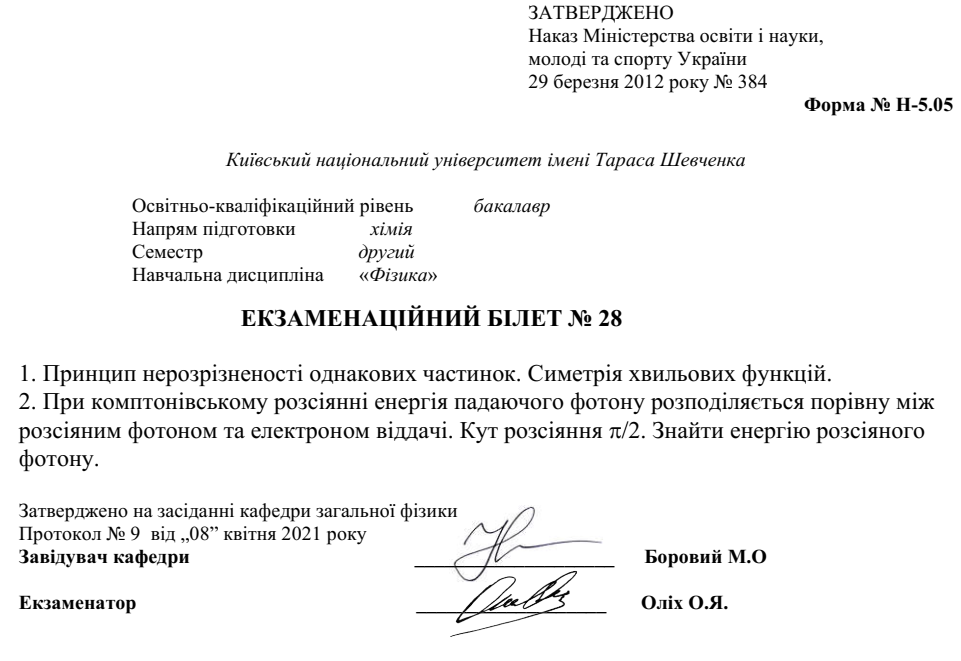 ЗАТВЕРДЖЕНО
Наказ Міністерства освіти і науки,
молоді та спорту України
29 березня 2012 року № 384
Форма № Н-5.05
Київський національний університет імені Тараса Шевченка
Освітньо-кваліфікаційний рівень бакалавр
Напрям підготовки хімія
Семестр другий
Навчальна дисципліна «Фізика»
ЕКЗАМЕНАЦІЙНИЙ БІЛЕТ № 28
1. Принцип нерозрізненості однакових частинок. Симетрія хвильових функцій.
2. При комптонівському розсіянні енергія падаючого фотону розподіляється порівну між
розсіяним фотоном та електроном віддачі. Кут розсіяння π/2. Знайти енергію розсіяного
фотону.
Затверджено на засіданні кафедри загальної фізики
Протокол № 9 від „08” квітня 2021 року
Завідувач кафедри Боровий М.О
Екзаменатор Оліх О.Я.